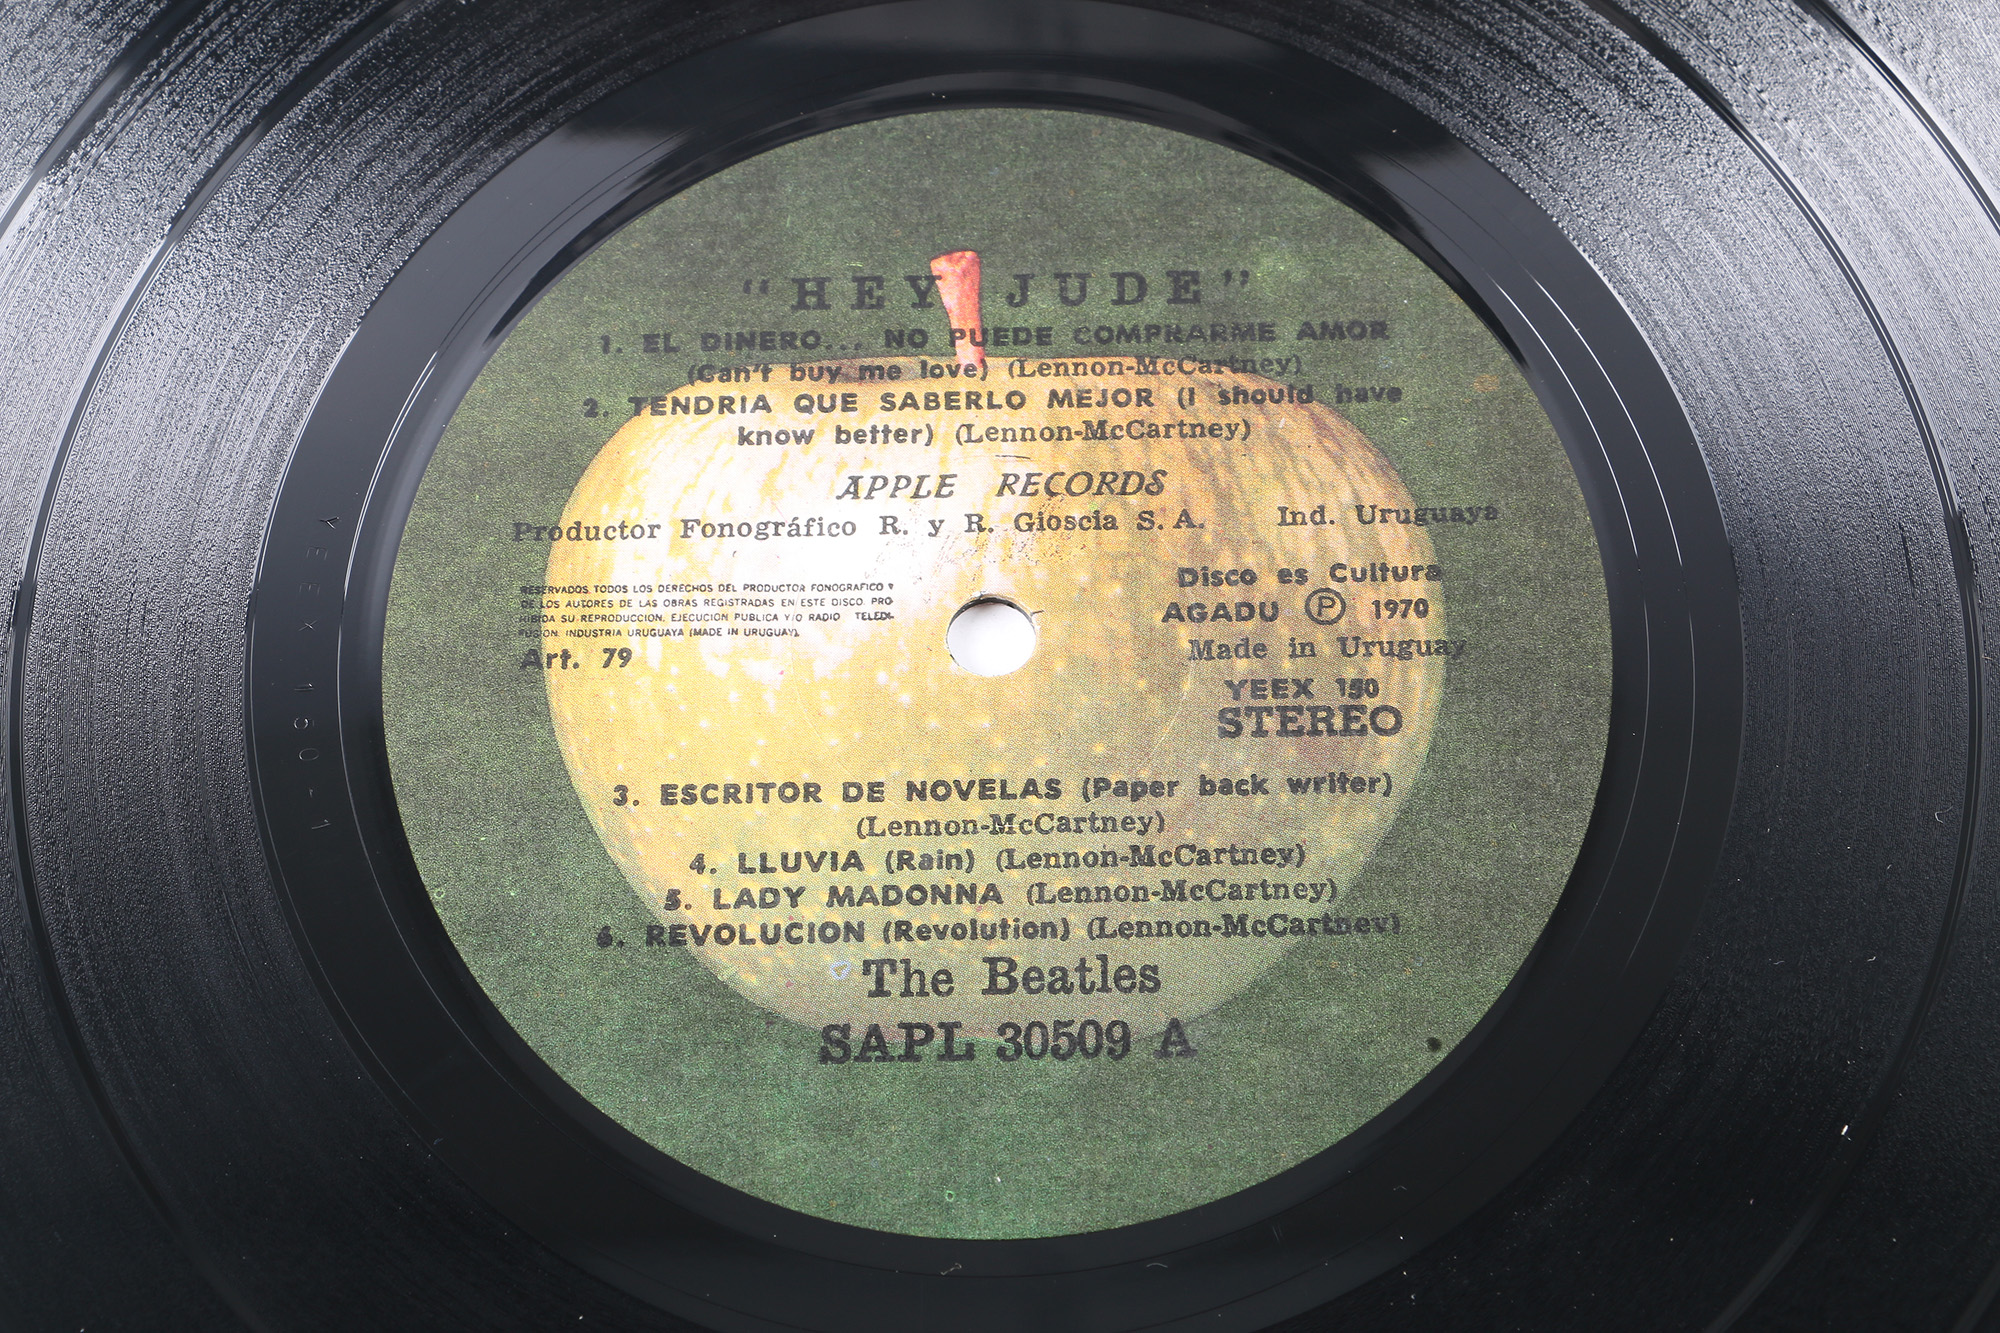 "HEY JUDE"
1. EL DINERO... NO PUEDE COMPRARME AMOR
(Can't buy me love) (Lennon-McCartney)
2. TENDRIA QUE SABERLO MEJOR (I should have
know better) (Lennon-McCartney)
APPLE RECORDS
Productor Fonográfico R. y R. Gioscia S. A. Ind. Uruguaya
RESERVADOS TODOS LOS DERECHOS DEL PRODUCTOR FONOGRAFICO Y
DE LOS AUTORES DE LAS OBRAS REGISTRADAS EN ESTE DISCO. PRO-
HIBIDA SU REPRODUCCION, EJECUCION PUBLICA Y/O RADIO TELEDI-
FUSION. INDUSTRIA URUGUAYA (MADE IN URUGUAY).
Art. 79
Disco es Cultura
AGADU Ⓟ 1970
Made in Uruguay
YEEX 150
STEREO
3. ESCRITOR DE NOVELAS (Paper back writer)
(Lennon-McCartney)
4. LLUVIA (Rain) (Lennon-McCartney)
5. LADY MADONNA (Lennon-McCartney)
6. REVOLUCION (Revolution) (Lennon-McCartney)
The Beatles
SAPL 30509 A
YEEX 150-1